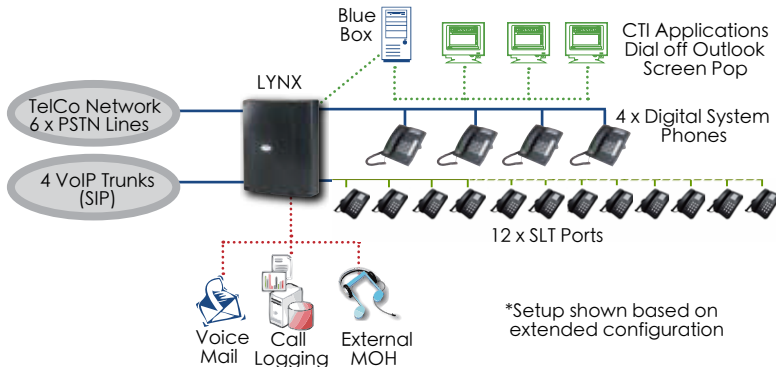 Blue
Box
CTI Applications
Dial off Outlook
Screen Pop
LYNX
TelCo Network
6 x PSTN Lines
4 x Digital System
Phones
4 VoIP Trunks
(SIP)
12 x SLT Ports
Voice
Mail
Call
Logging
External
MOH
*Setup shown based on
extended configuration